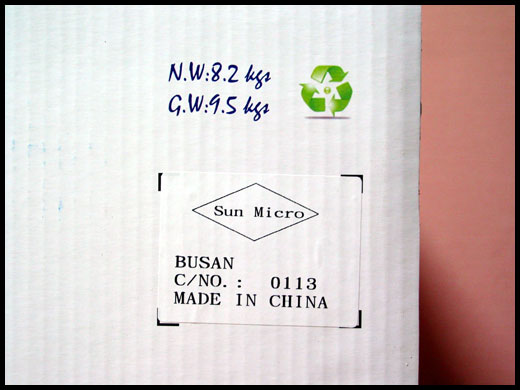 N.W:8.2 kgs
G.W:9.5 kgs
Sun Micro
BUSAN
C/NO.: 0113
MADE IN CHINA